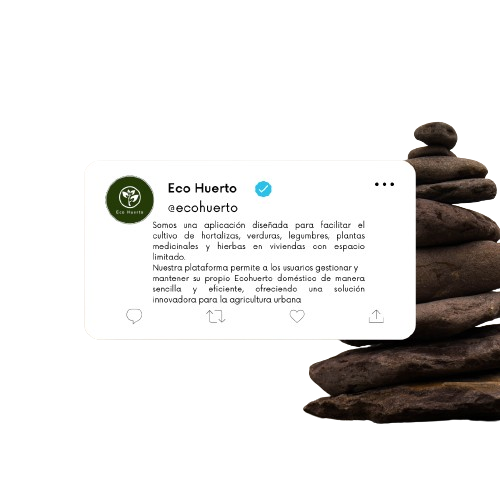 Eco Huerto
@ecohuerto
Eco Huerto
Somos una aplicación diseñada para facilitar el
cultivo de hortalizas, verduras, legumbres, plantas
medicinales y hierbas en viviendas con espacio
limitado.
Nuestra plataforma permite a los usuarios gestionar y
mantener su propio Ecohuerto doméstico de manera
sencilla y eficiente, ofreciendo una solución
innovadora para la agricultura urbana